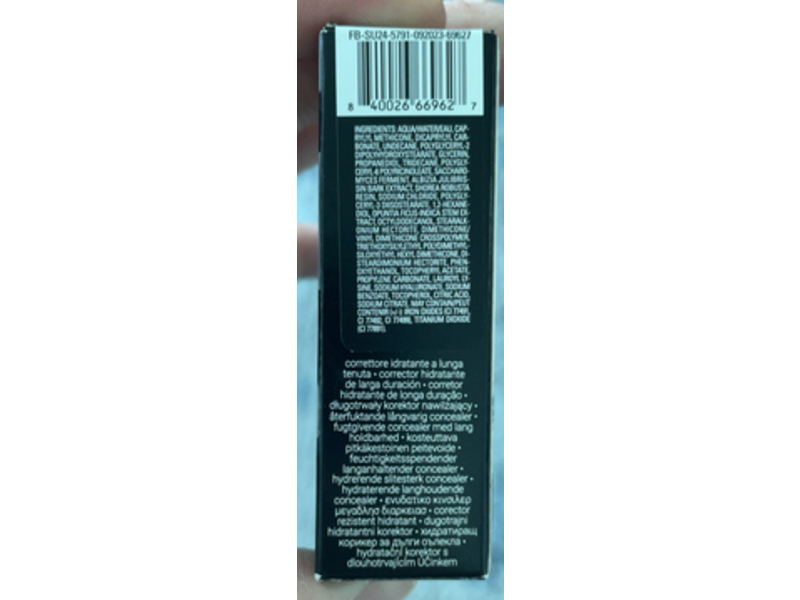 FB-SU24-5791-092023-69627
8 40026 66962 7
INGREDIENTS: AQUA/WATER/EAU, CAP-
RYLYL METHICONE, DICAPRYLYL CAR-
BONATE, UNDECANE, POLYGLYCERYL-2
DIPOLYHYDROXYSTEARATE, GLYCERIN,
PROPANEDIOL, TRIDECANE, POLYGLY-
CERYL-6 POLYRICINOLEATE, SACCHARO-
MYCES FERMENT, ALBIZIA JULIBRIS-
SIN BARK EXTRACT, SHOREA ROBUSTA
RESIN, SODIUM CHLORIDE, POLYGLY-
CERYL-3 DIISOSTEARATE, 1,2-HEXANE-
DIOL, OPUNTIA FICUS-INDICA STEM EX-
TRACT, OCTYLDODECANOL, STEARALK-
ONIUM HECTORITE, DIMETHICONE/
VINYL DIMETHICONE CROSSPOLYMER,
TRIETHOXYSILYLETHYL POLYDIMETHYL-
SILOXYETHYL HEXYL DIMETHICONE, DI-
STEARDIMONIUM HECTORITE, PHEN-
OXYETHANOL, TOCOPHERYL ACETATE,
PROPYLENE CARBONATE, LAUROYL LY-
SINE, SODIUM HYALURONATE, SODIUM
BENZOATE, TOCOPHEROL, CITRIC ACID,
SODIUM CITRATE, MAY CONTAIN/PEUT
CONTENIR (+/-): IRON OXIDES (CI 77491,
CI 77492, CI 77499), TITANIUM DIOXIDE
(CI 77891).
correttore idratante a lunga
tenuta • corrector hidratante
de larga duración • corretor
hidratante de longa duração •
długotrwały korektor nawilżający •
återfuktande långvarig concealer •
fugtgivende concealer med lang
holdbarhed • kosteuttava
pitkäkestoinen peitevoide •
feuchtigkeitsspendender
langanhaltender concealer •
hydrerende slitesterk concealer •
hydraterende langhoudende
concealer • ενυδατικο κινσιλερ
μεγαλησ διαρκειασ • corector
rezistent hidratant • dugotrajni
hidratantni korektor • хидратиращ
корикер за дълги сълекла •
hydratační korektor s
dlouhotrvajícím účinkem